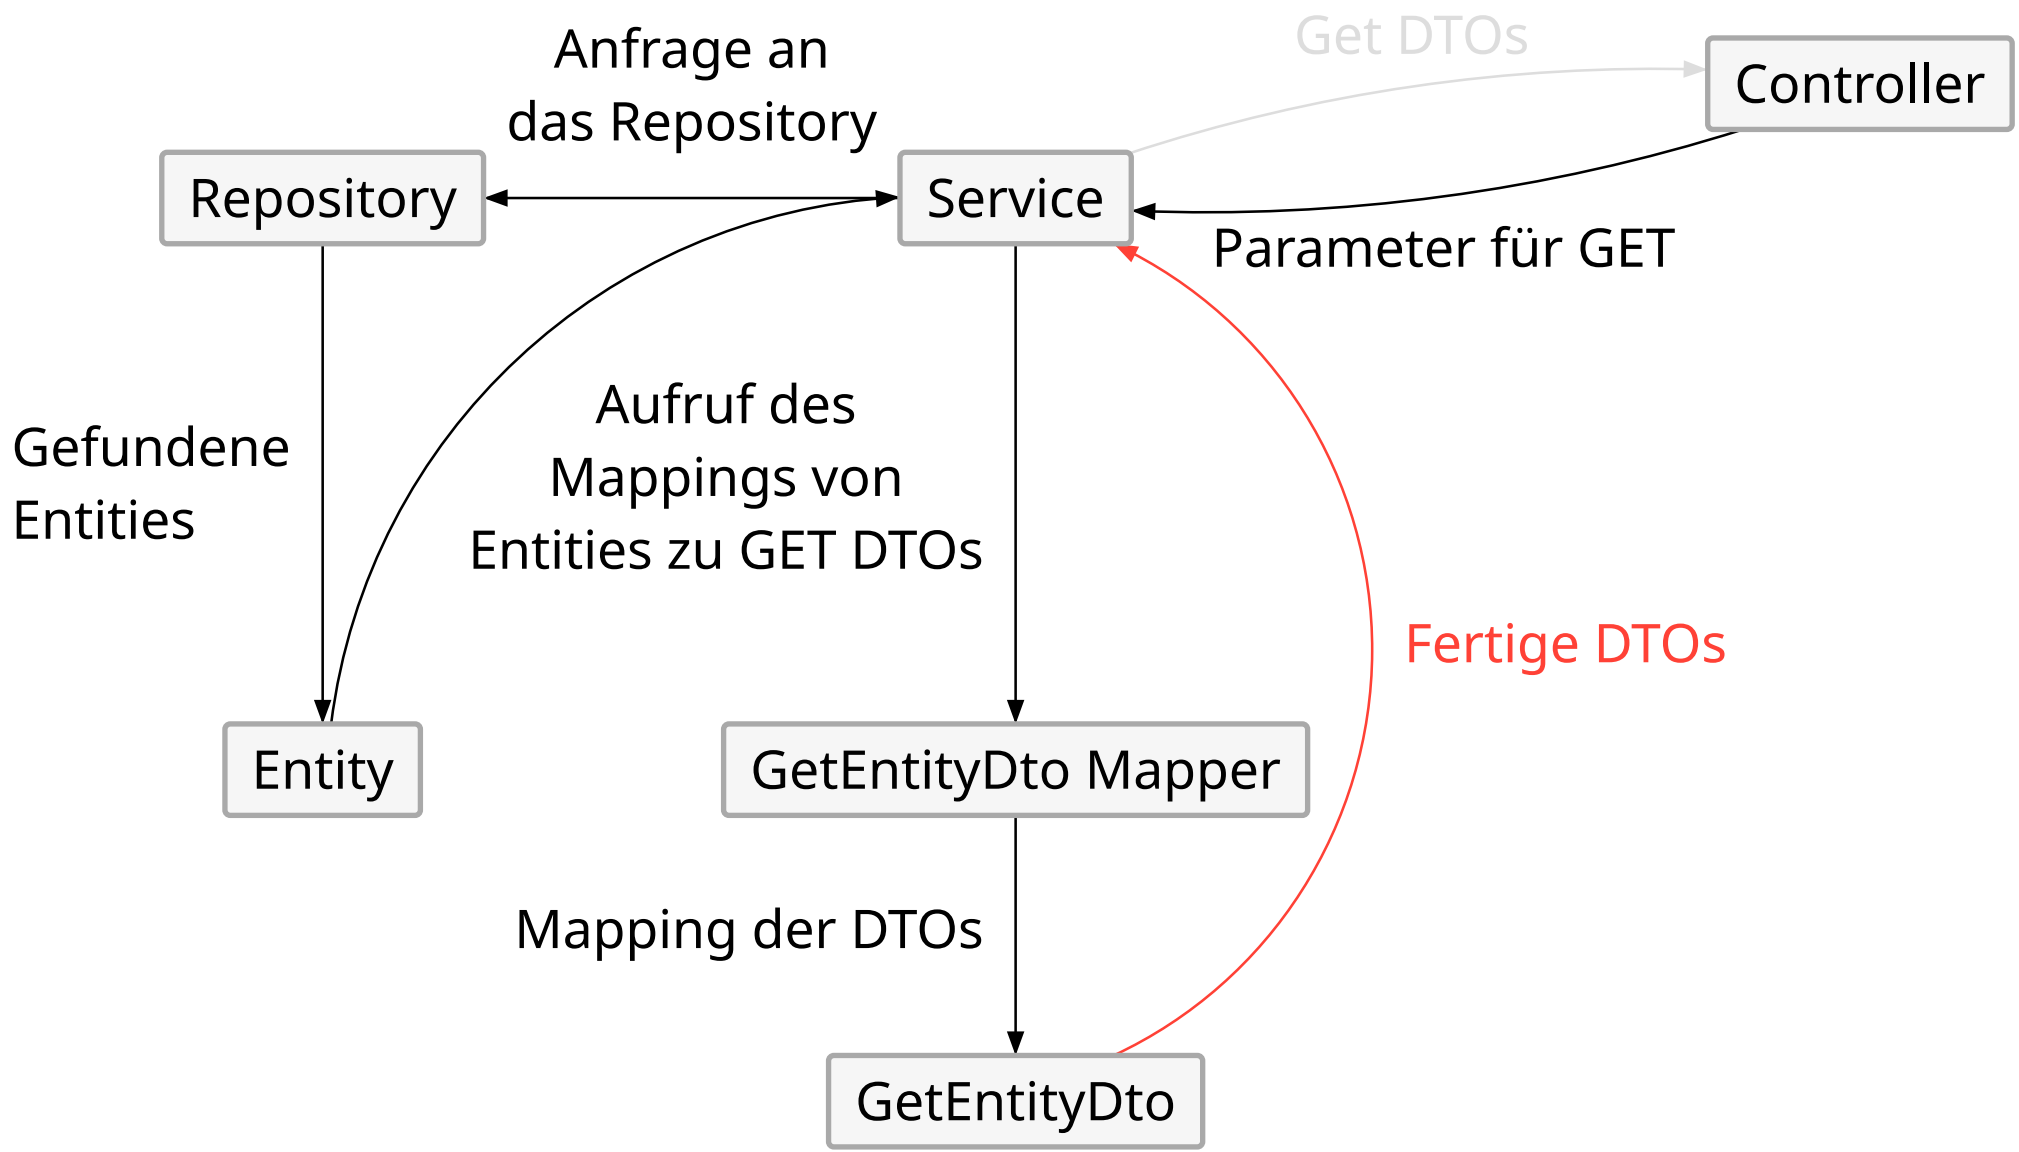 Get DTOs
Anfrage an
das Repository
Controller
Repository
Service
Parameter für GET
Gefundene
Entities
Aufruf des
Mappings von
Entities zu GET DTOs
Fertige DTOs
Entity
GetEntityDto Mapper
Mapping der DTOs
GetEntityDto